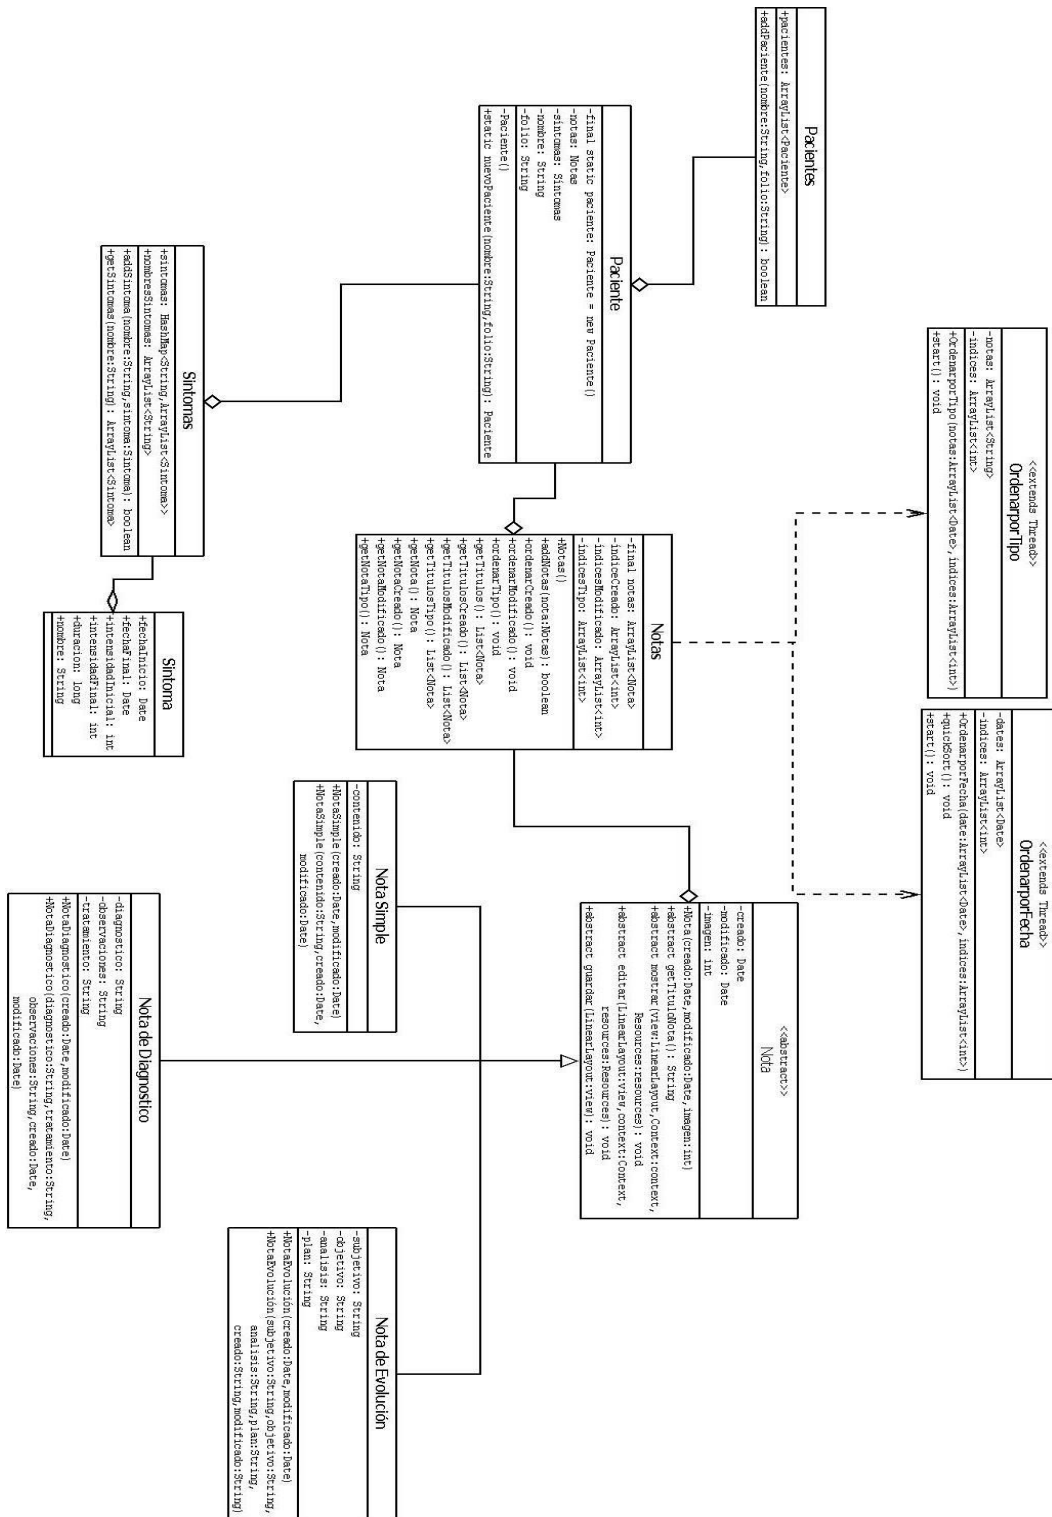 Pacientes
+pacientes: ArrayList<Paciente>
+addPaciente(nombre:String,folio:String): boolean
Paciente
-final static paciente: Paciente = new Paciente()
-notas: Notas
-sintomas: Sintomas
-nombre: String
-folio: String
-Paciente()
+static nuevoPaciente(nombre:String,folio:String): Paciente
Sintomas
+sintomas: HashMap<String,ArrayList<Sintoma>>
+nombresSintomas: ArrayList<String>
+addSintoma(nombre:String,sintoma:Sintoma): boolean
+getSintomas(nombre:String): ArrayList<Sintoma>
Sintoma
+fechaInicio: Date
+fechaFinal: Date
+intensidadInicial: int
+intensidadFinal: int
+duracion: long
+nombre: String
<<extends Thread>>
OrdenarporTipo
-notas: ArrayList<String>
-indices: ArrayList<int>
+OrdenarporTipo(notas:ArrayList<Date>,indices:ArrayList<int>)
+start(): void
<<extends Thread>>
OrdenarporFecha
-dates: ArrayList<Date>
-indices: ArrayList<int>
+OrdenarporFecha(date:ArrayList<Date>,indices:ArrayList<int>)
+quickSort(): void
+start(): void
Notas
-final notas: ArrayList<Nota>
-indiceCreado: ArrayList<int>
-indicesModificado: ArrayList<int>
-indicesTipo: ArrayList<int>
+Notas()
+addNotas(nota:Notas): boolean
+ordenarCreado(): void
+ordenarModificado(): void
+ordenarTipo(): void
+getTitulos(): List<Nota>
+getTitulosCreado(): List<Nota>
+getTitulosModificado(): List<Nota>
+getTitulosTipo(): List<Nota>
+getNota(): Nota
+getNotaCreado(): Nota
+getNotaModificado(): Nota
+getNotaTipo(): Nota
<<abstract>>
Nota
-creado: Date
-modificado: Date
-imagen: int
+Nota(creado:Date,modificado:Date,imagen:int)
+abstract getTituloNota(): String
+abstract mostrar(view:LinearLayout,Context:context,
Resources:resources): void
+abstract editar(LinearLayout:view,context:Context,
resources:Resources): void
+abstract guardar(LinearLayout:view): void
Nota Simple
-contenido: String
+NotaSimple(creado:Date,modificado:Date)
+NotaSimple(contenido:String,creado:Date,
modificado:Date)
Nota de Diagnostico
-diagnostico: String
-observaciones: String
-tratamiento: String
+NotaDiagnostico(creado:Date,modificado:Date)
+NotaDiagnostico(diagnostico:String,tratamiento:String,
observaciones:String,creado:Date,
modificado:Date)
Nota de Evolución
-subjetivo: String
-objetivo: String
-analisis: String
-plan: String
+NotaEvolución(creado:Date,modificado:Date)
+NotaEvolución(subjetivo:String,objetivo:String,
analisis:String,plan:String,
creado:String,modificado:String)